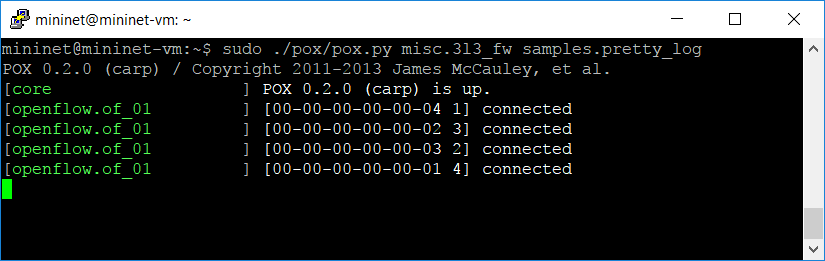 mininet@mininet-vm: ~
mininet@mininet-vm:~$ sudo ./pox/pox.py misc.3l3_fw samples.pretty_log
POX 0.2.0 (carp) / Copyright 2011-2013 James McCauley, et al.
[core                   ] POX 0.2.0 (carp) is up.
[openflow.of_01         ] [00-00-00-00-00-04 1] connected
[openflow.of_01         ] [00-00-00-00-00-02 3] connected
[openflow.of_01         ] [00-00-00-00-00-03 2] connected
[openflow.of_01         ] [00-00-00-00-00-01 4] connected